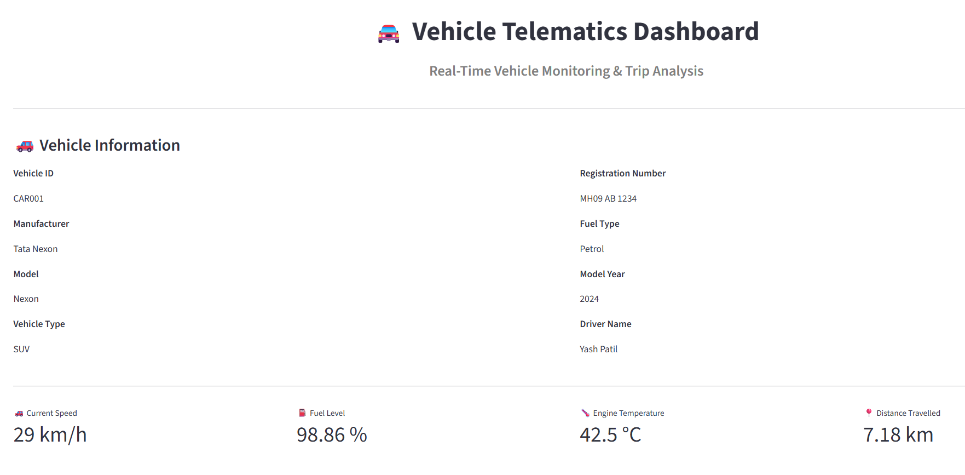 Vehicle Telematics Dashboard
Real-Time Vehicle Monitoring & Trip Analysis
Vehicle Information
Vehicle ID
CAR001
Manufacturer
Tata Nexon
Model
Nexon
Vehicle Type
SUV
Registration Number
MH09 AB 1234
Fuel Type
Petrol
Model Year
2024
Driver Name
Yash Patil
Current Speed
29 km/h
Fuel Level
98.86 %
Engine Temperature
42.5 °C
Distance Travelled
7.18 km